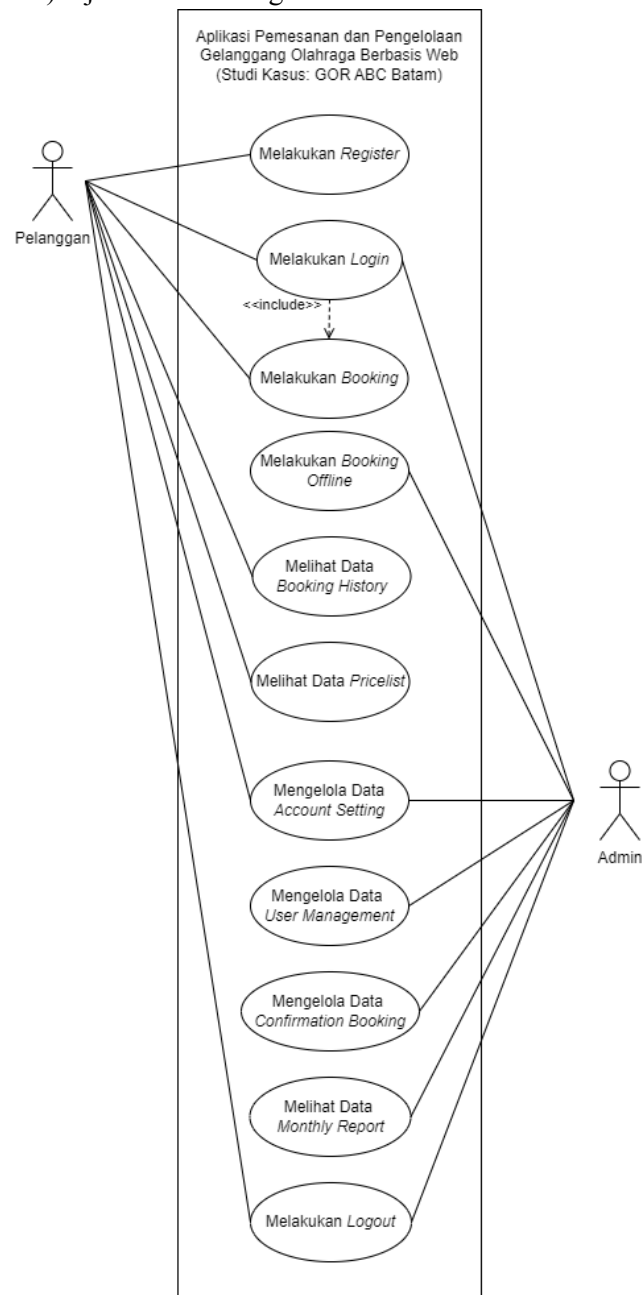 Aplikasi Pemesanan dan Pengelolaan
Gelanggang Olahraga Berbasis Web
(Studi Kasus: GOR ABC Batam)
Melakukan Register
Pelanggan
Melakukan Login
<<include>>
Melakukan Booking
Melakukan Booking
Offline
Melihat Data
Booking History
Melihat Data Pricelist
Mengelola Data
Account Setting
Admin
Mengelola Data
User Management
Mengelola Data
Confirmation Booking
Melihat Data
Monthly Report
Melakukan Logout